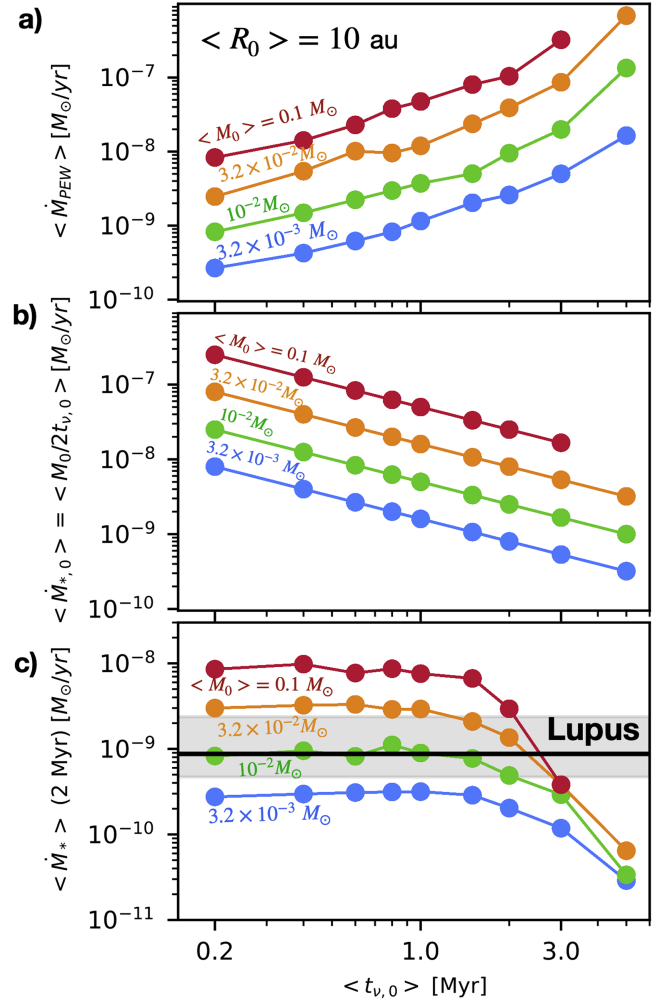 a)
< R₀ > = 10 au
< Ṁ_PEW > [M⊙/yr]
10⁻⁷
10⁻⁸
10⁻⁹
10⁻¹⁰
< M₀ > = 0.1 M⊙
3.2 × 10⁻² M⊙
10⁻² M⊙
3.2 × 10⁻³ M⊙
b)
< Ṁ_{*,0} > = < M₀/2t_{ν,0} > [M⊙/yr]
10⁻⁷
10⁻⁸
10⁻⁹
10⁻¹⁰
< M₀ > = 0.1 M⊙
3.2 × 10⁻² M⊙
10⁻² M⊙
3.2 × 10⁻³ M⊙
c)
< Ṁ_* > (2 Myr) [M⊙/yr]
10⁻⁸
10⁻⁹
10⁻¹⁰
10⁻¹¹
< M₀ > = 0.1 M⊙
3.2 × 10⁻² M⊙
Lupus
10⁻² M⊙
3.2 × 10⁻³ M⊙
0.2 1.0 3.0
< t_{ν,0} > [Myr]